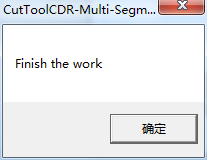 CutToolCDR-Multi-Segm...
Finish the work
确定